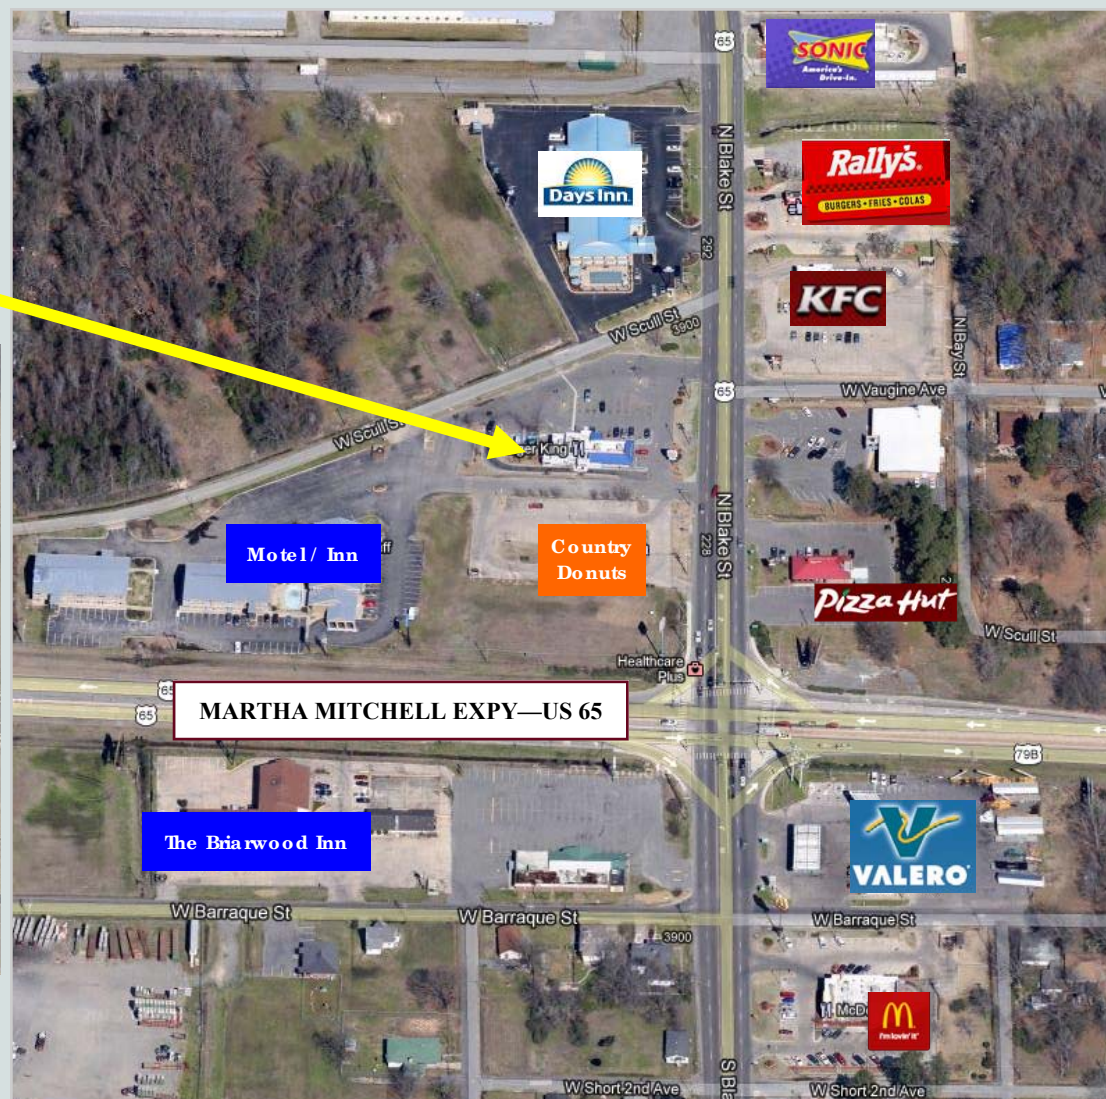 65
SONIC
America's
Drive-in.
Rally's.
BURGERS • FRIES • COLAS
Days Inn
N Blake St
292
KFC
W Scull St
3900
N Bay St
65
W Vaugine Ave
W Scull St
ger King
N Blake St
228
Motel / Inn
ff
Country
Donuts
Pizza Hut
W Scull St
Healthcare
Plus
65
65
MARTHA MITCHELL EXPY—US 65
79B
The Briarwood Inn
VALERO
W Barraque St
W Barraque St
W Barraque St
3900
McD
M
i'm lovin' it
S Bla
W Short 2nd Ave
W Short 2nd Ave